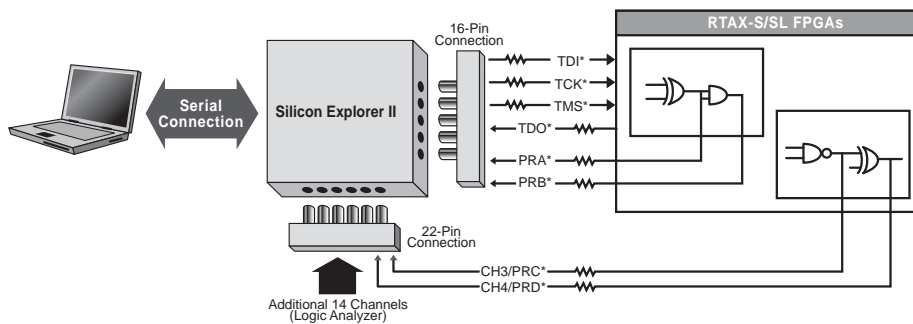 16-Pin
Connection
RTAX-S/SL FPGAs
TDI*
TCK*
TMS*
TDO*
PRA*
PRB*
Serial
Connection
Silicon Explorer II
22-Pin
Connection
CH3/PRC*
CH4/PRD*
Additional 14 Channels
(Logic Analyzer)